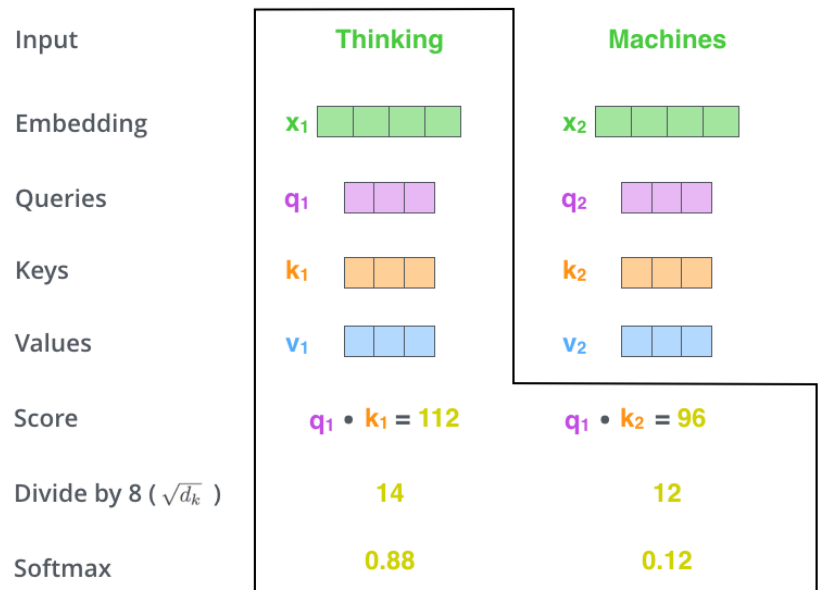 Input Thinking Machines
Embedding x₁ x₂
Queries q₁ q₂
Keys k₁ k₂
Values v₁ v₂
Score q₁ • k₁ = 112 q₁ • k₂ = 96
Divide by 8 ( √dₖ ) 14 12
Softmax 0.88 0.12